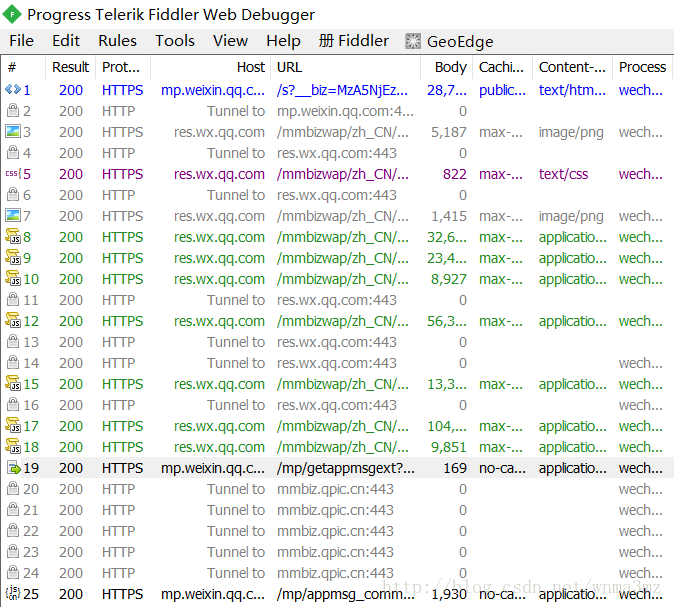 Progress Telerik Fiddler Web Debugger
File Edit Rules Tools View Help 册 Fiddler GeoEdge
# Result Prot... Host URL Body Cachi... Content-... Process
1 200 HTTPS mp.weixin.qq.c... /s?__biz=MzA5NjEz... 28,7... public... text/htm... wech...
2 200 HTTP Tunnel to mp.weixin.qq.com:4... 0
3 200 HTTPS res.wx.qq.com /mmbizwap/zh_CN/... 5,187 max-... image/png wech...
4 200 HTTP Tunnel to res.wx.qq.com:443 0
css 5 200 HTTPS res.wx.qq.com /mmbizwap/zh_CN/... 822 max-... text/css wech...
6 200 HTTP Tunnel to res.wx.qq.com:443 0
7 200 HTTPS res.wx.qq.com /mmbizwap/zh_CN/... 1,415 max-... image/png wech...
JS 8 200 HTTPS res.wx.qq.com /mmbizwap/zh_CN/... 32,6... max-... applicatio... wech...
JS 9 200 HTTPS res.wx.qq.com /mmbizwap/zh_CN/... 23,4... max-... applicatio... wech...
JS 10 200 HTTPS res.wx.qq.com /mmbizwap/zh_CN/... 8,927 max-... applicatio... wech...
11 200 HTTP Tunnel to res.wx.qq.com:443 0
JS 12 200 HTTPS res.wx.qq.com /mmbizwap/zh_CN/... 56,3... max-... applicatio... wech...
13 200 HTTP Tunnel to res.wx.qq.com:443 0
14 200 HTTP Tunnel to res.wx.qq.com:443 0 wech...
JS 15 200 HTTPS res.wx.qq.com /mmbizwap/zh_CN/... 13,3... max-... applicatio... wech...
16 200 HTTP Tunnel to res.wx.qq.com:443 0 wech...
JS 17 200 HTTPS res.wx.qq.com /mmbizwap/zh_CN/... 104,... max-... applicatio... wech...
JS 18 200 HTTPS res.wx.qq.com /mmbizwap/zh_CN/... 9,851 max-... applicatio... wech...
19 200 HTTPS mp.weixin.qq.c... /mp/getappmsgext?... 169 no-ca... applicatio... wech...
20 200 HTTP Tunnel to mmbiz.qpic.cn:443 0 wech...
21 200 HTTP Tunnel to mmbiz.qpic.cn:443 0 wech...
22 200 HTTP Tunnel to mmbiz.qpic.cn:443 0 wech...
23 200 HTTP Tunnel to mmbiz.qpic.cn:443 0 wech...
24 200 HTTP Tunnel to mmbiz.qpic.cn:443 0 wech...
json 25 200 HTTPS mp.weixin.qq.c... /mp/appmsg_comm... 1,930 no-ca... applicatio... wech...
http://blog.csdn.net/wnma3mz